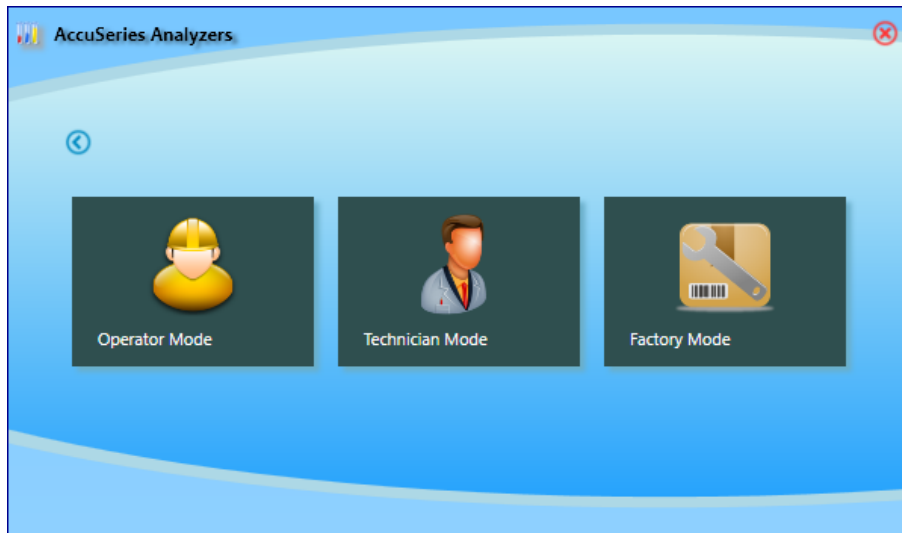 AccuSeries Analyzers
Operator Mode
Technician Mode
Factory Mode